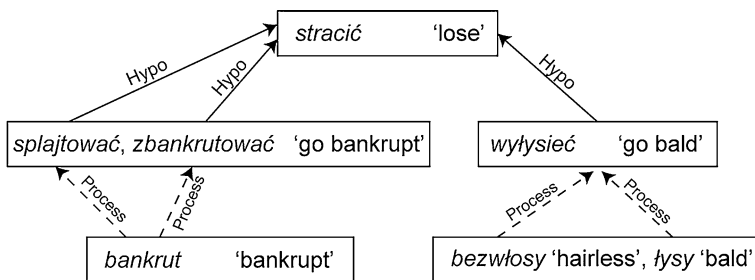 stracić 'lose'
Hypo
Hypo
Hypo
splajtować, zbankrutować 'go bankrupt'
wyłysieć 'go bald'
Process
Process
Process
Process
bankrut 'bankrupt'
bezwłosy 'hairless', łysy 'bald'